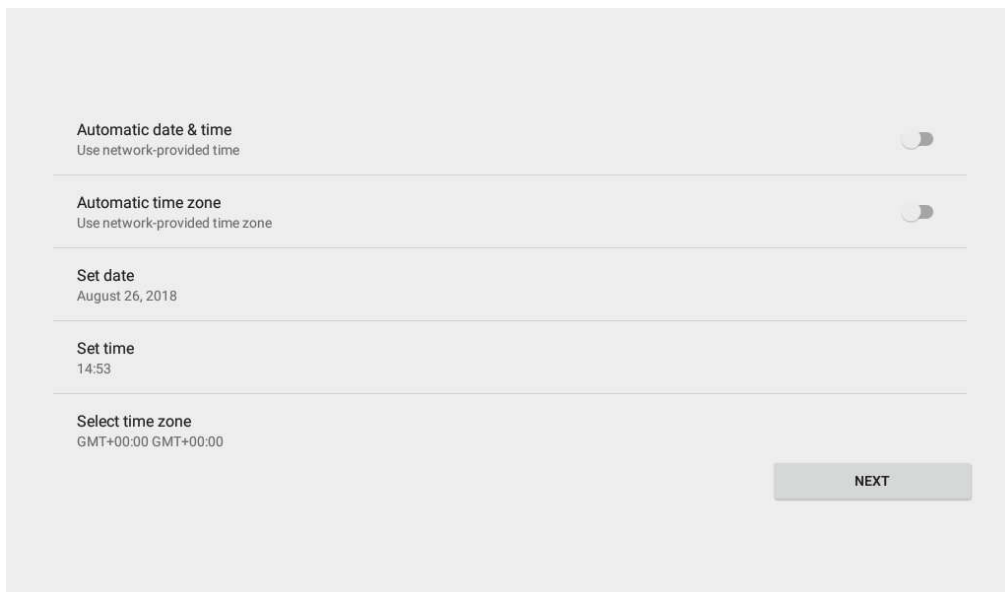 Automatic date & time
Use network-provided time
Automatic time zone
Use network-provided time zone
Set date
August 26, 2018
Set time
14:53
Select time zone
GMT+00:00 GMT+00:00
NEXT